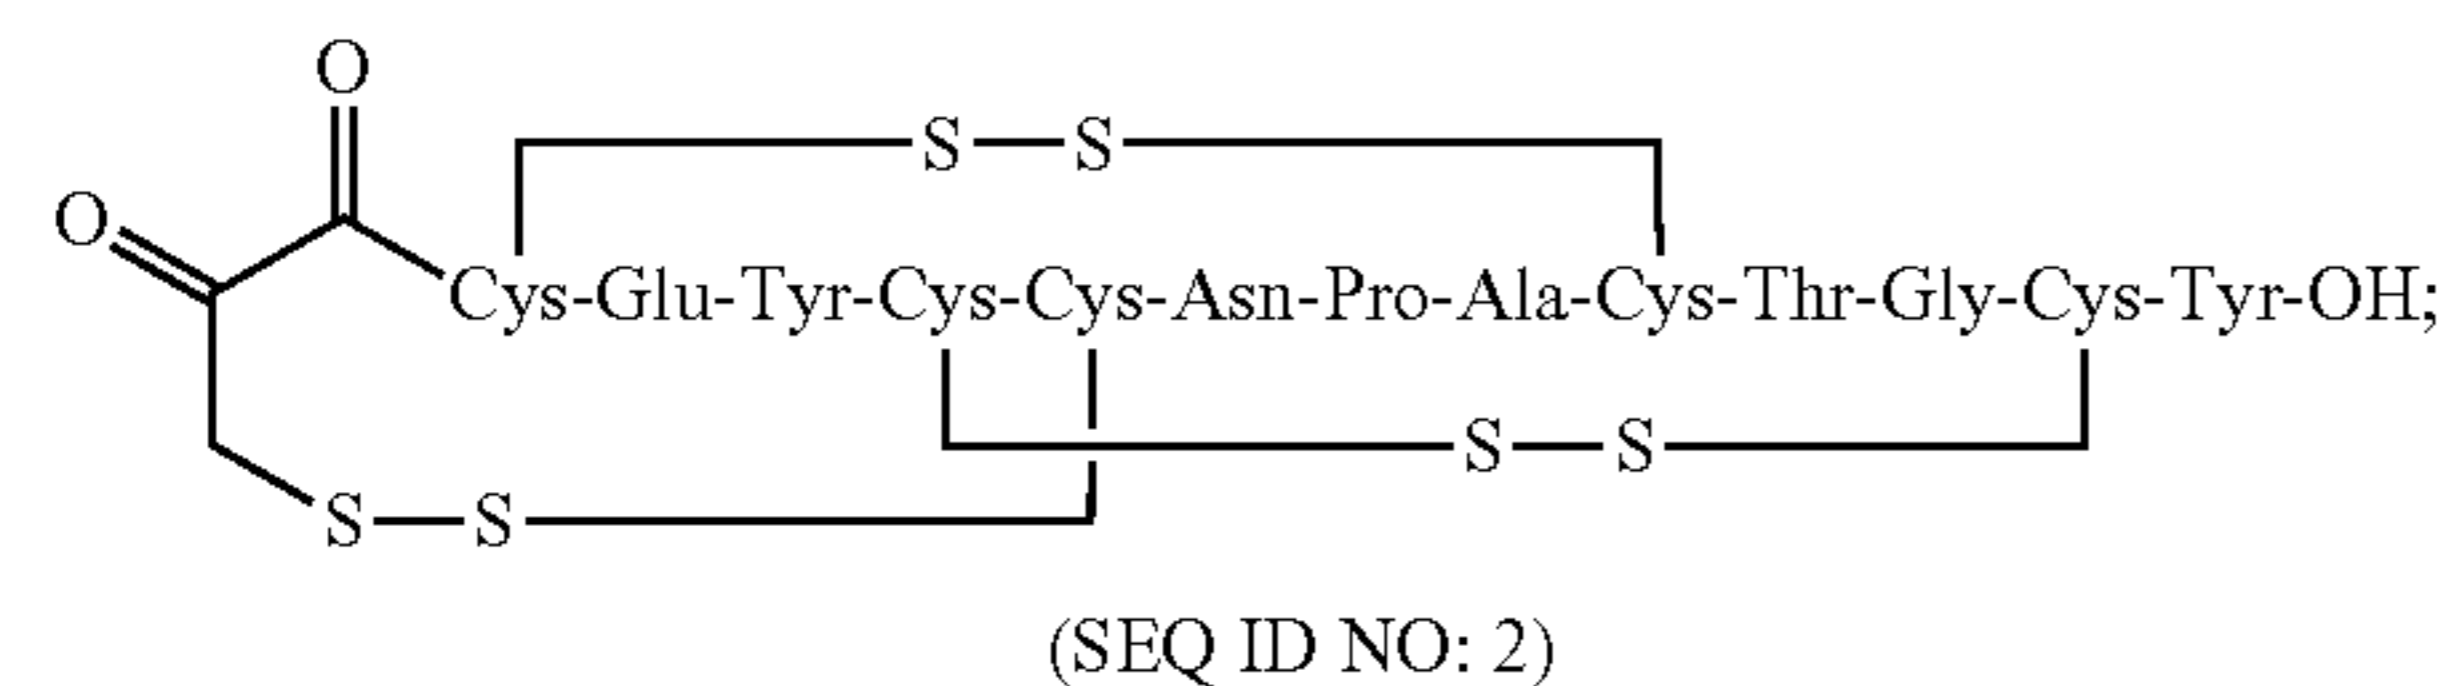 O
O
S—S
Cys-Glu-Tyr-Cys-Cys-Asn-Pro-Ala-Cys-Thr-Gly-Cys-Tyr-OH;
S—S
S—S
(SEQ ID NO: 2)